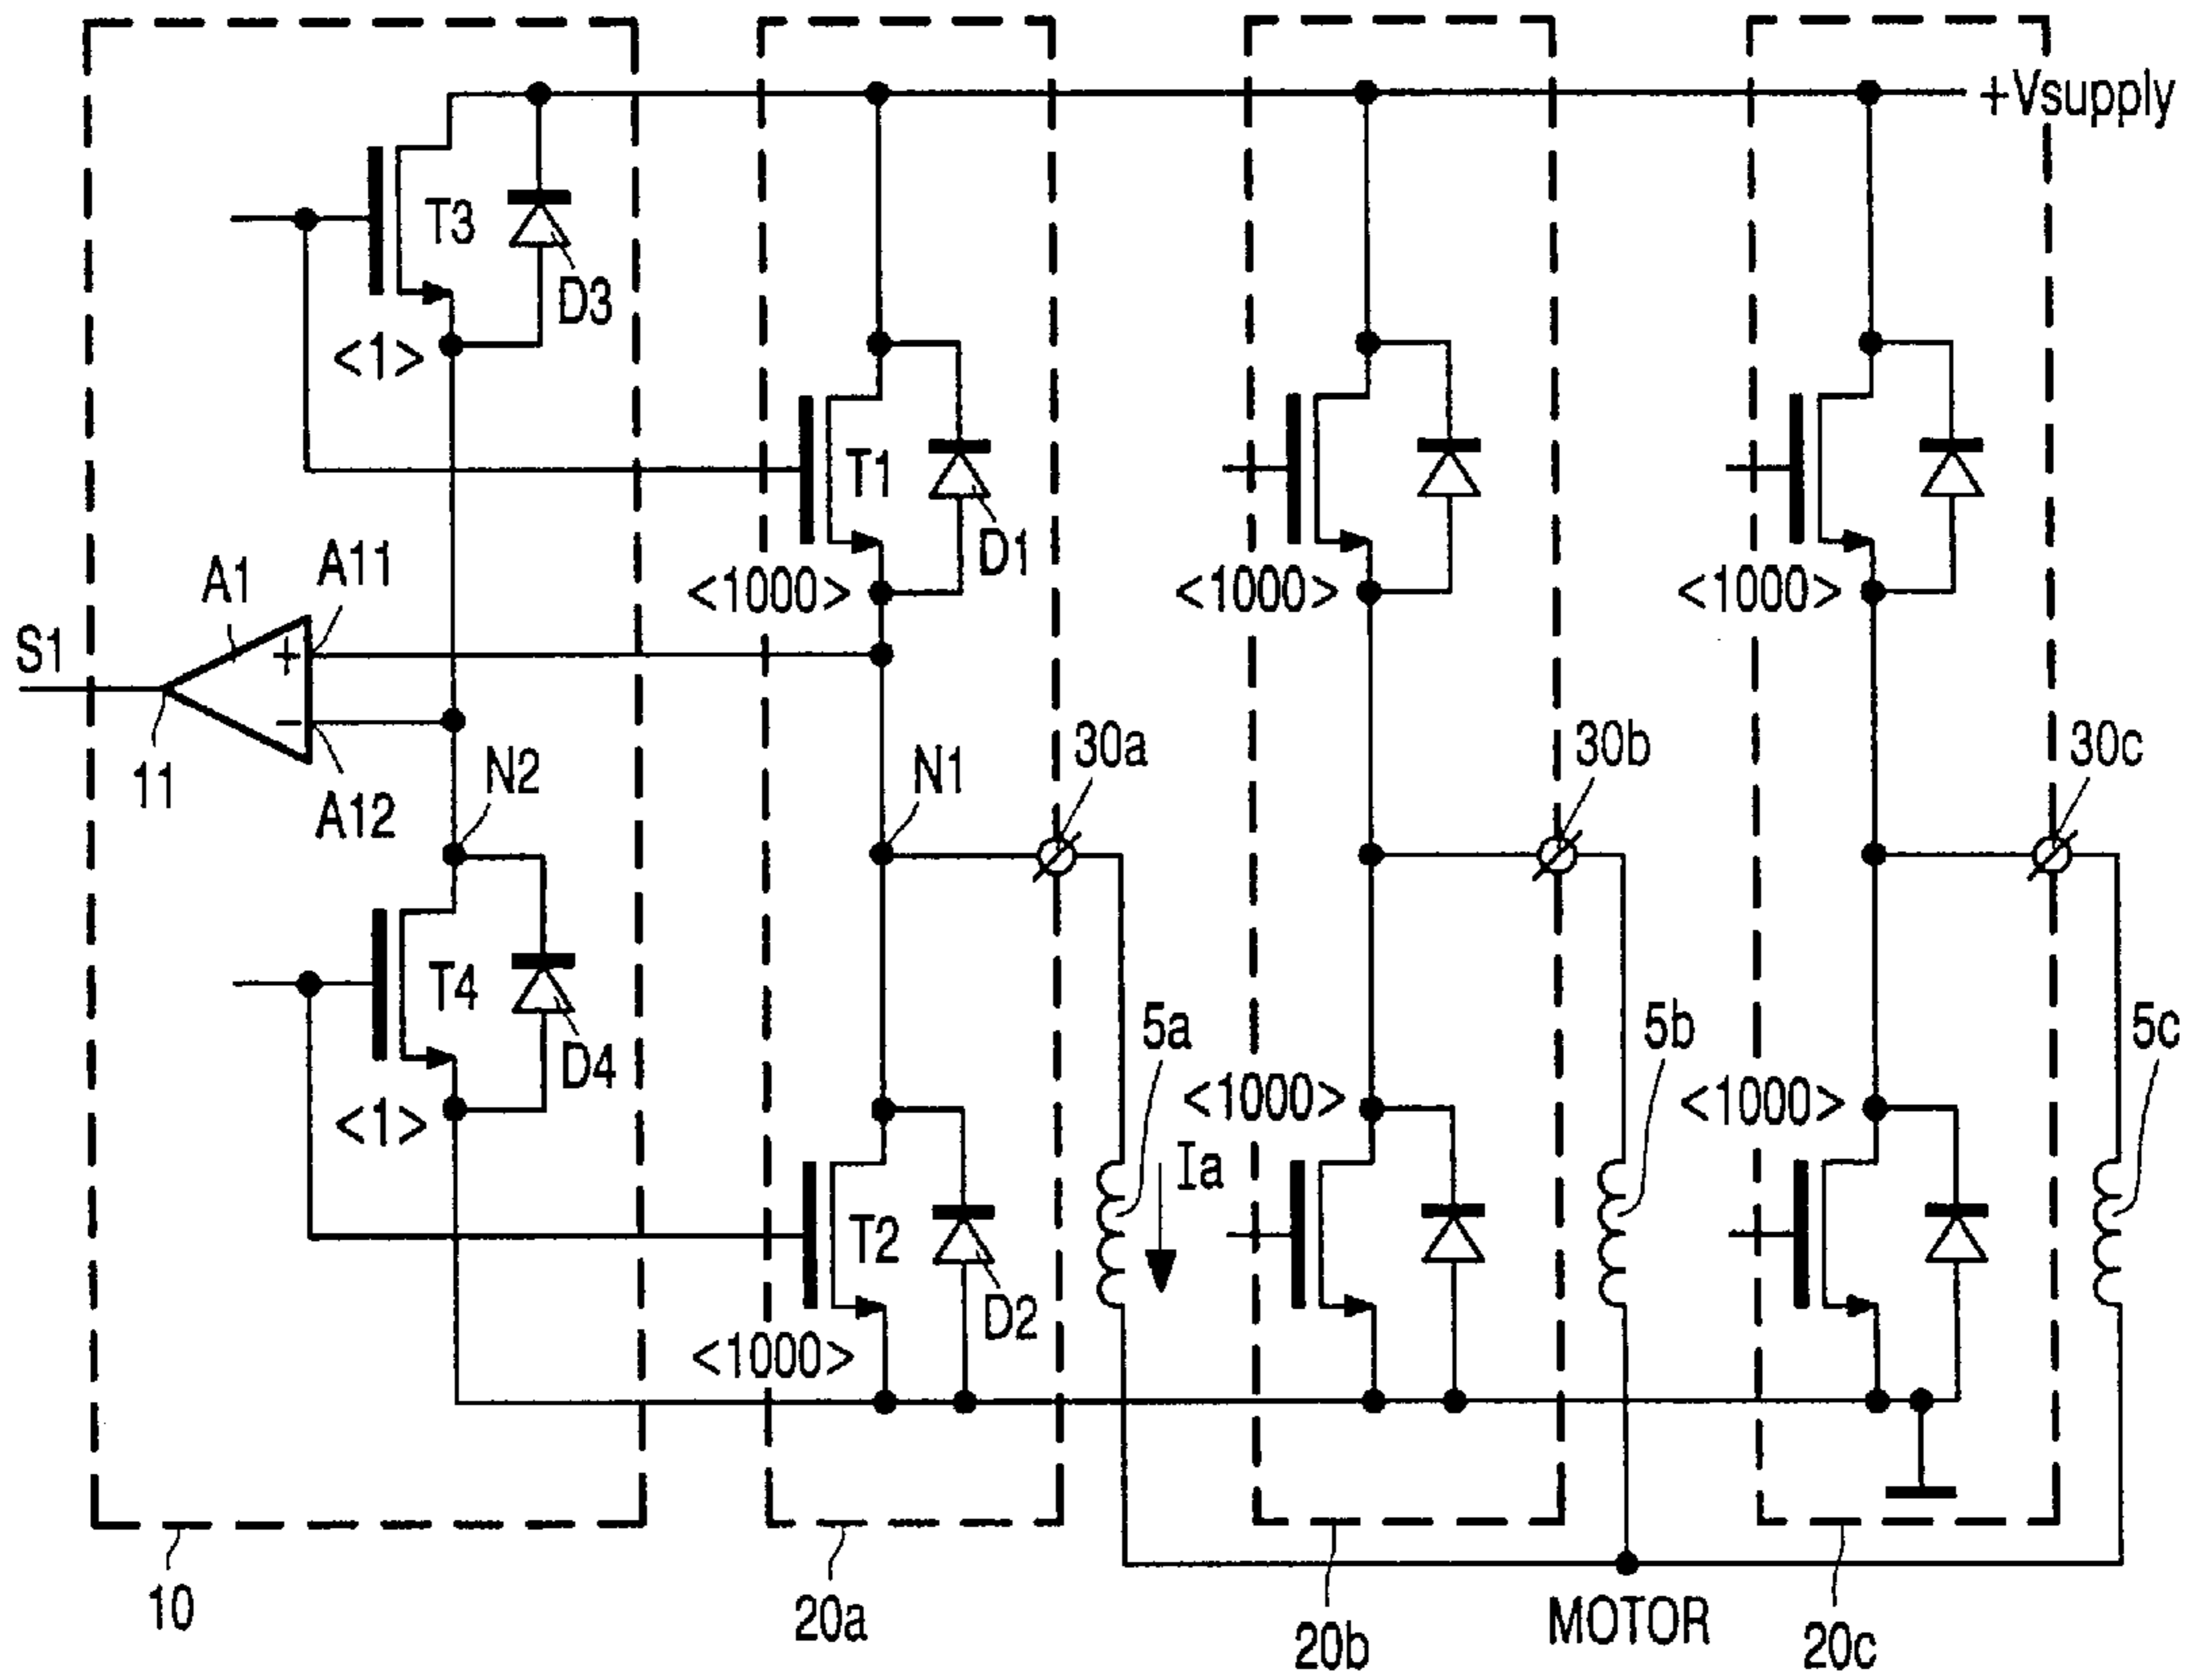 +Vsupply
T3
D3
<1>
T1
D1
<1000>
<1000>
<1000>
A1
A11
S1
+
−
11
A12
N2
N1
30a
30b
30c
T4
D4
<1>
5a
5b
5c
<1000>
<1000>
Ia
T2
D2
<1000>
10
20a
20b
MOTOR
20c